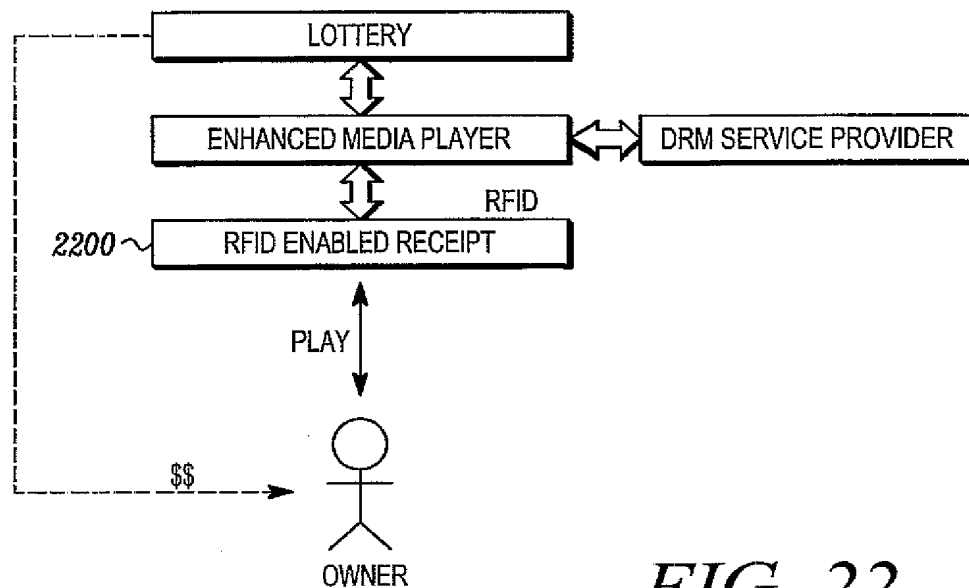 LOTTERY
ENHANCED MEDIA PLAYER
DRM SERVICE PROVIDER
RFID
2200
RFID ENABLED RECEIPT
PLAY
$$
OWNER
FIG. 22